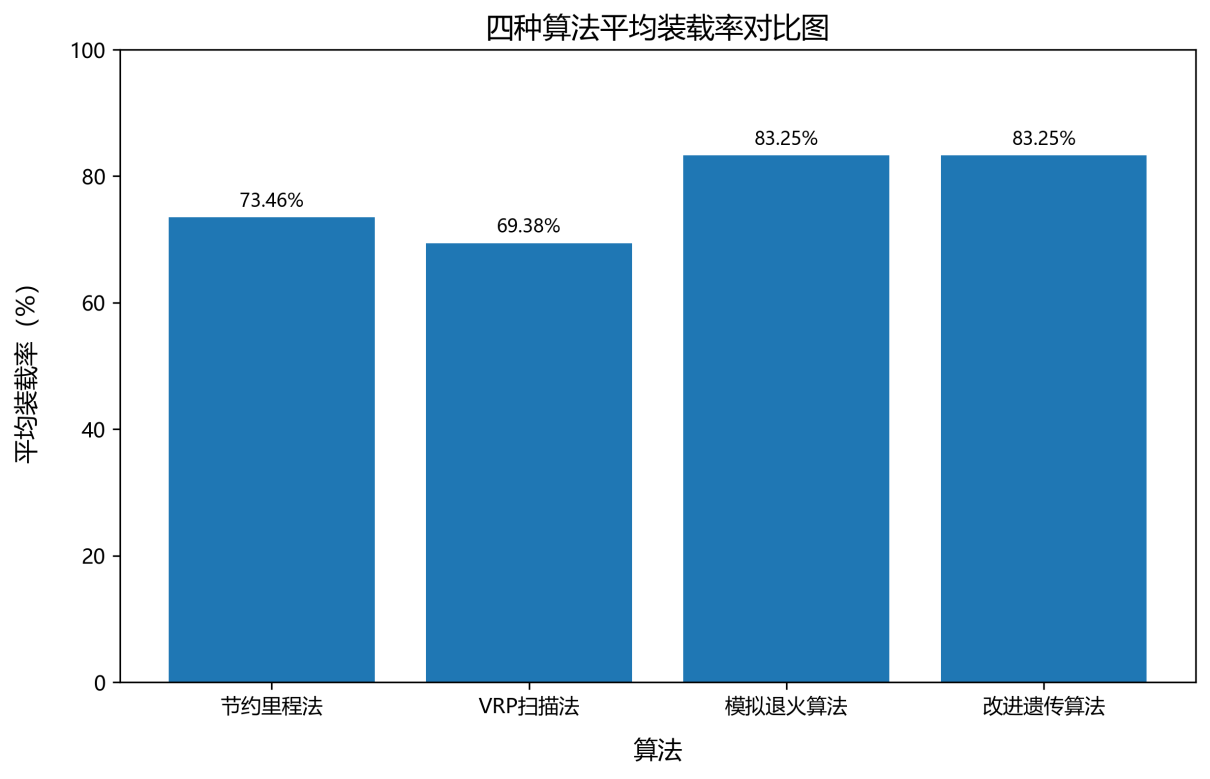 四种算法平均装载率对比图
平均装载率（%）
100
80
60
40
20
0
73.46%
69.38%
83.25%
83.25%
节约里程法
VRP扫描法
模拟退火算法
改进遗传算法
算法